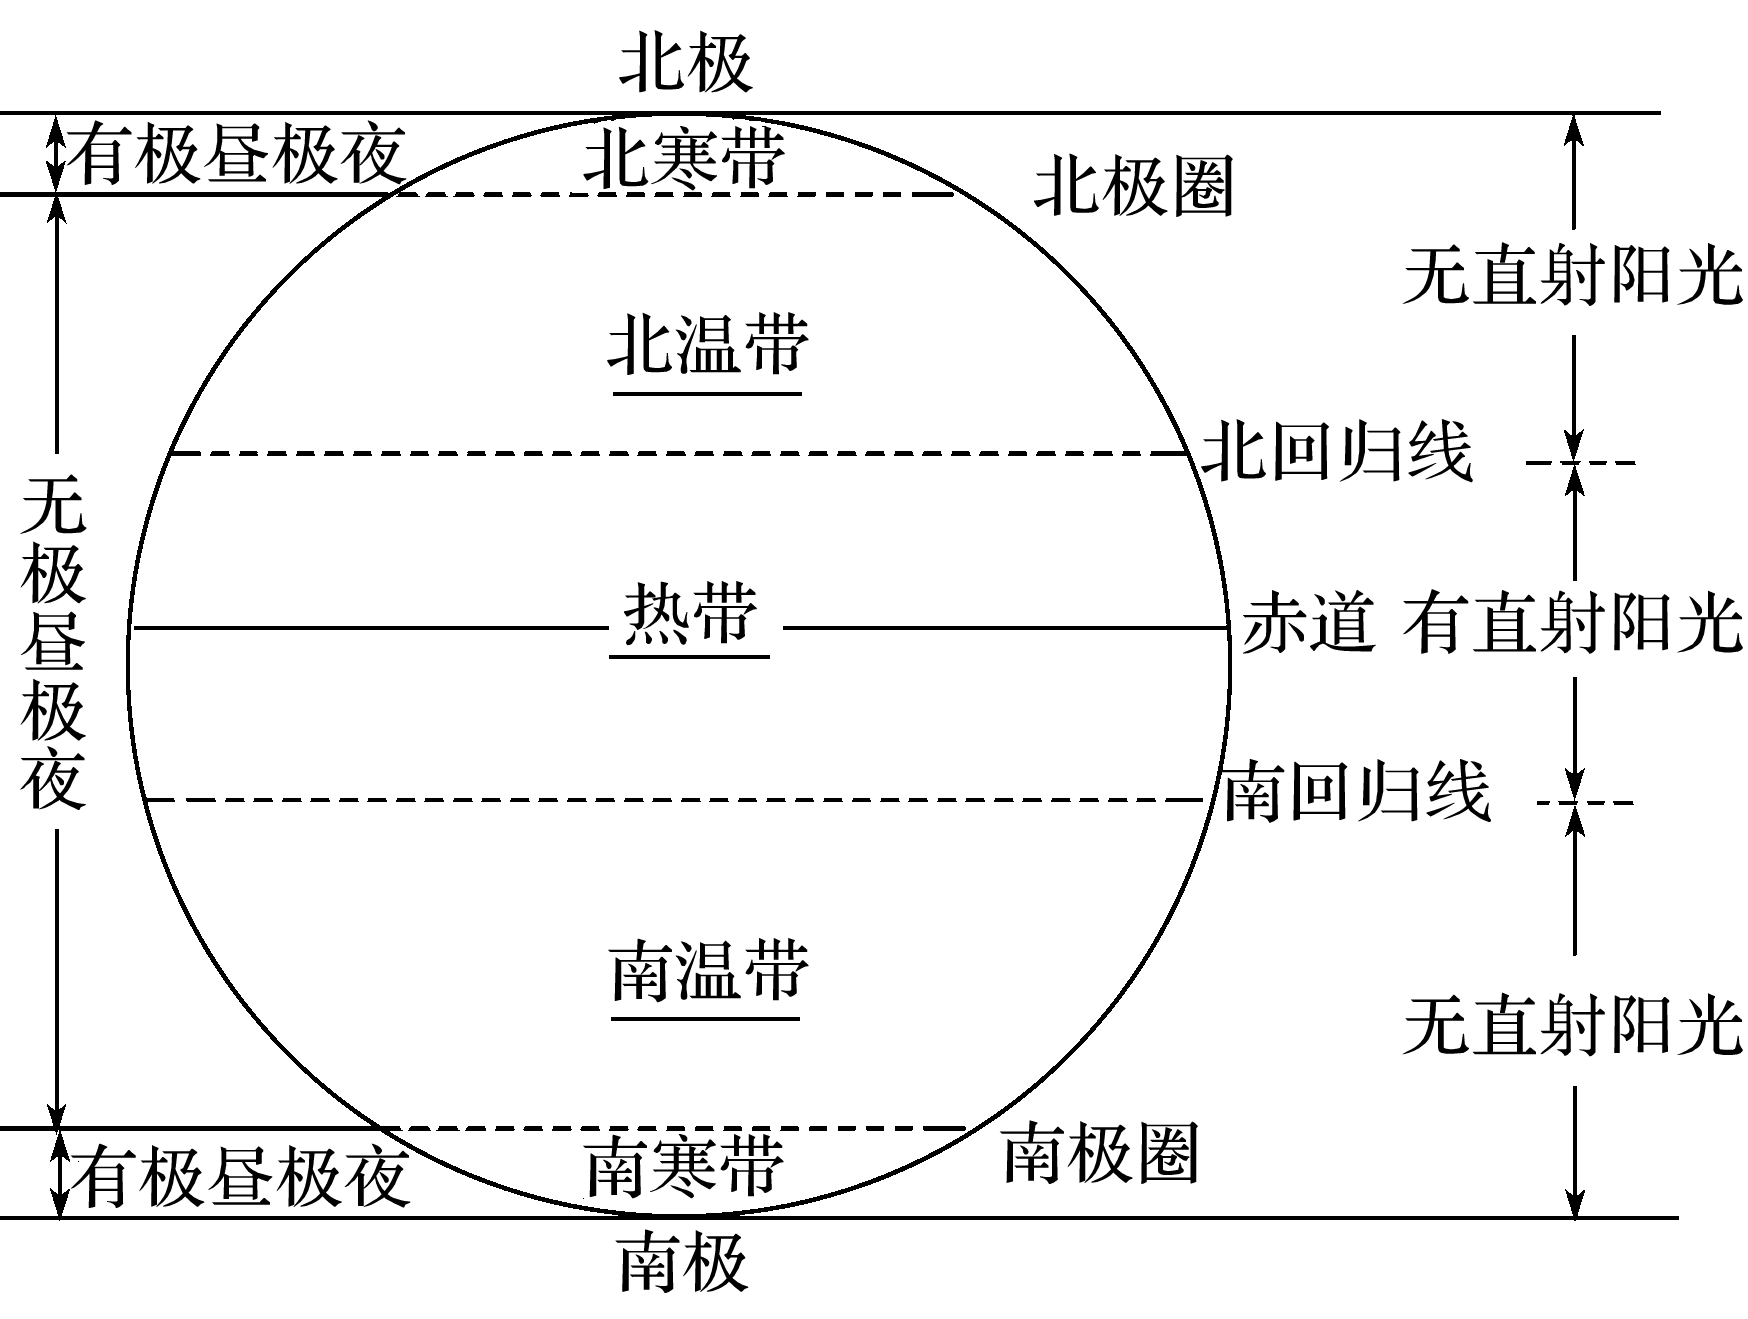 北极
有极昼极夜
北寒带
北极圈
无直射阳光
北温带
北回归线
无极昼极夜
热带
赤道
有直射阳光
南回归线
南温带
无直射阳光
南极圈
有极昼极夜
南寒带
南极